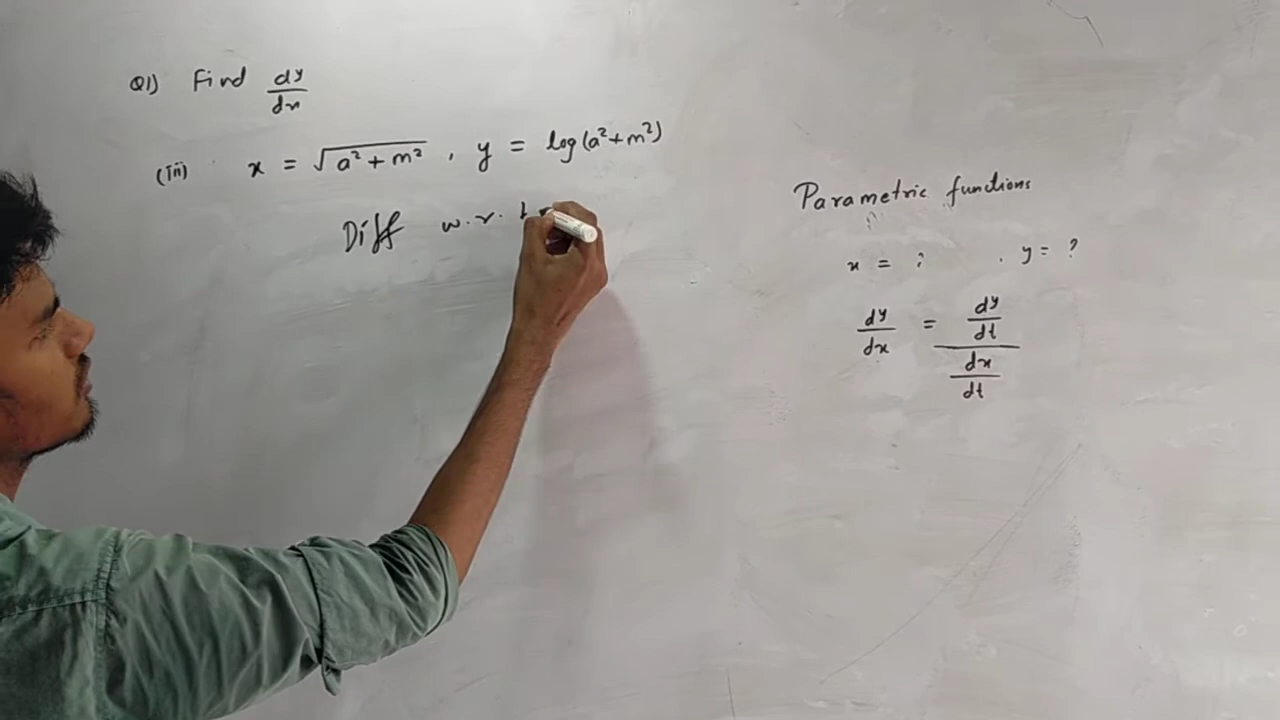 Q1) Find dy/dx
(iii) x = √(a² + m²) , y = log(a² + m²)
Diff w.r.t
Parametric functions
x = ? , y = ?
dy/dx = (dy/dt)/(dx/dt)